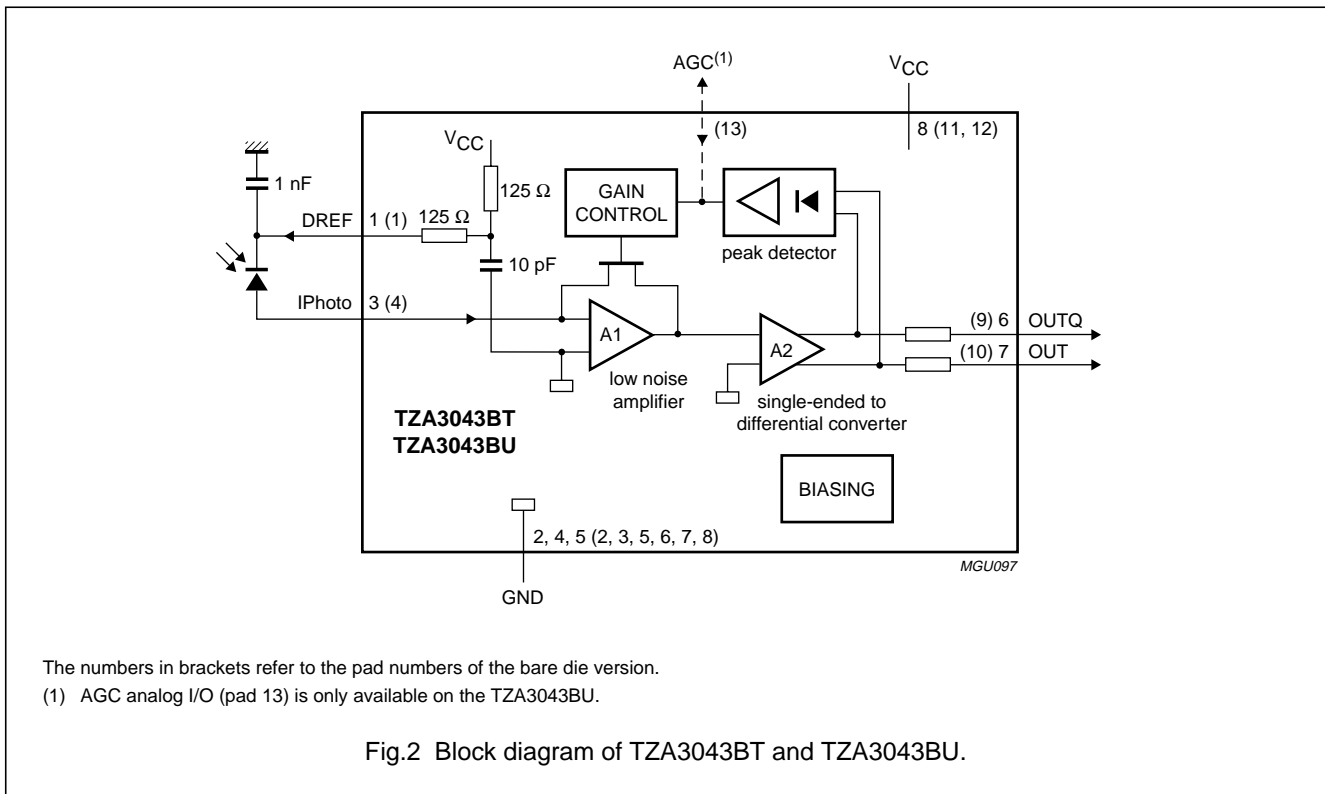 AGC(1)
VCC
(13)
8 (11, 12)
VCC
1 nF
125 Ω
GAIN
CONTROL
DREF
1 (1)
125 Ω
peak detector
10 pF
IPhoto
3 (4)
A1
A2
(9) 6
OUTQ
(10) 7
OUT
low noise
amplifier
single-ended to
differential converter
TZA3043BT
TZA3043BU
BIASING
2, 4, 5 (2, 3, 5, 6, 7, 8)
MGU097
GND
The numbers in brackets refer to the pad numbers of the bare die version.
(1) AGC analog I/O (pad 13) is only available on the TZA3043BU.
Fig.2 Block diagram of TZA3043BT and TZA3043BU.